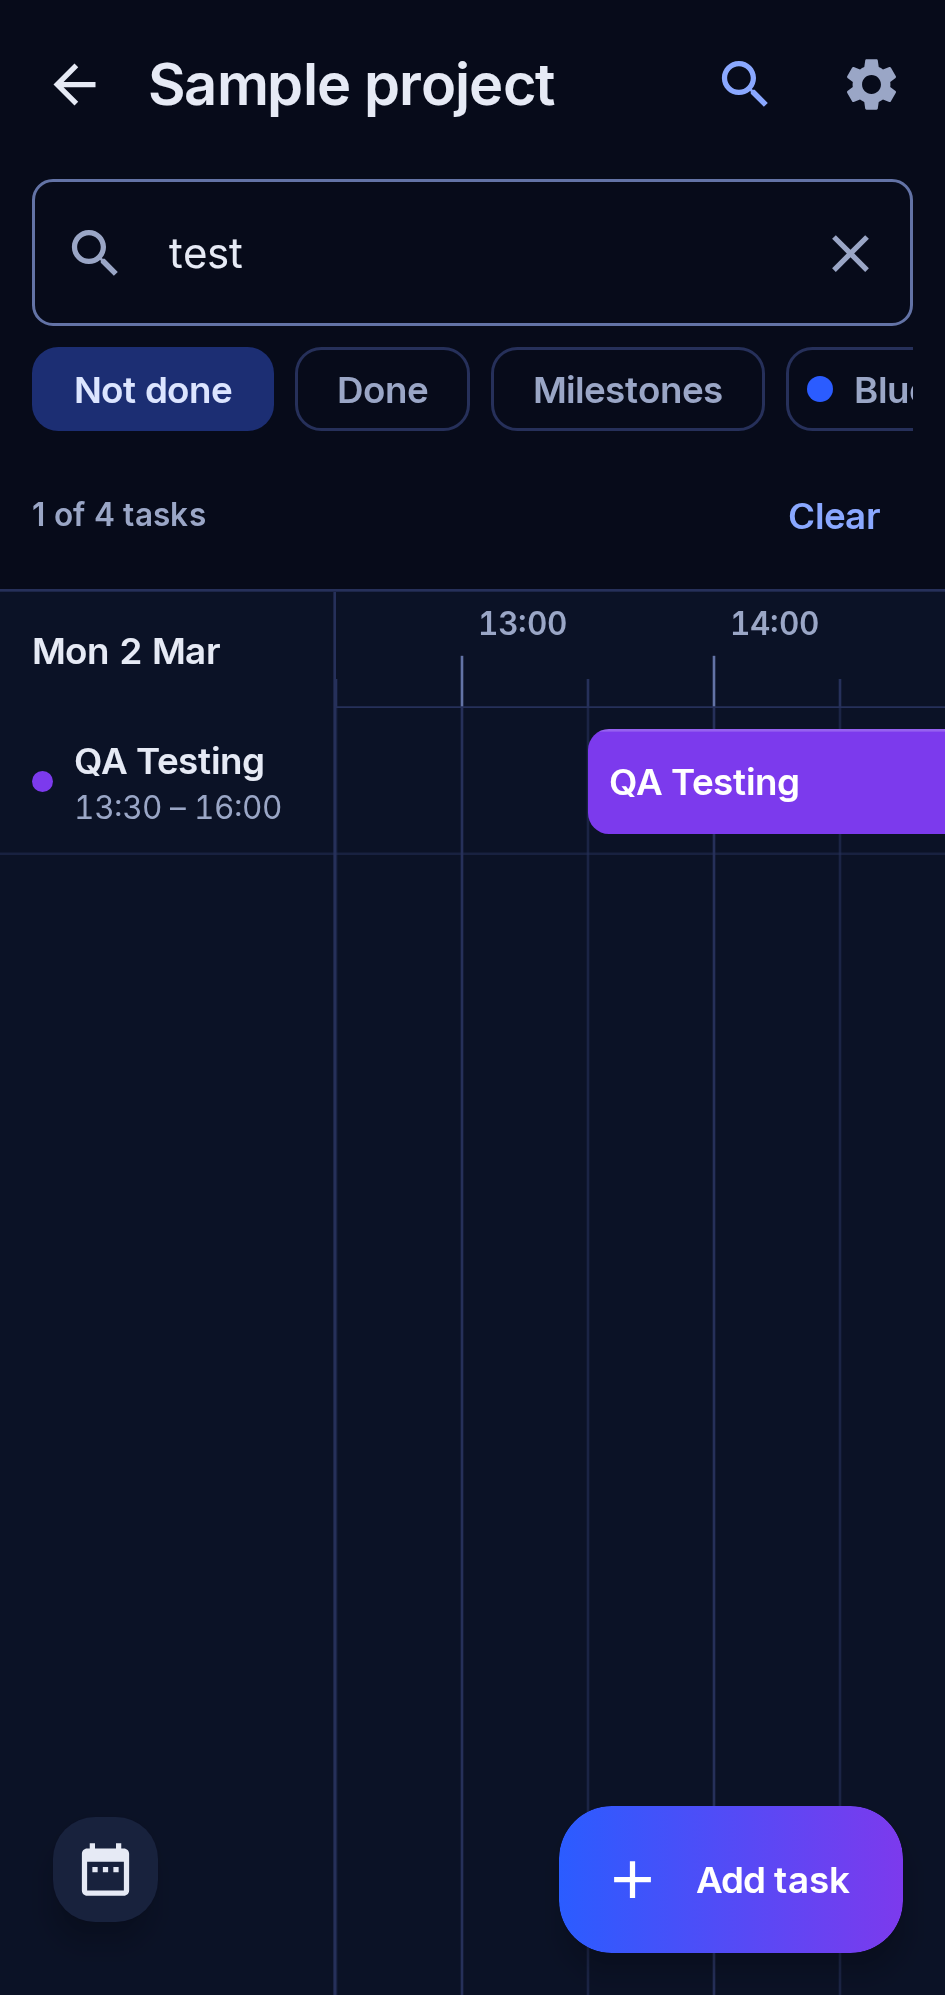 Sample project
test
Not done Done Milestones
1 of 4 tasks Clear
Mon 2 Mar 13:00 14:00
QA Testing
13:30 – 16:00
QA Testing
Add task